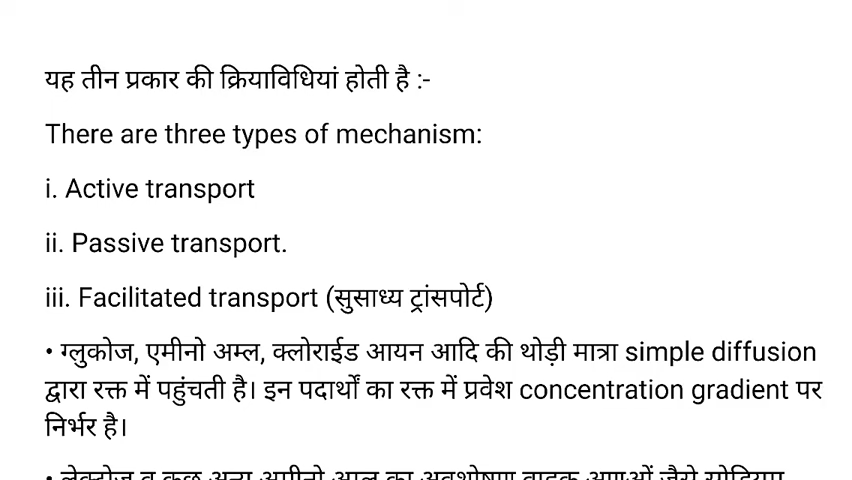 यह तीन प्रकार की क्रियाविधियां होती है :-
There are three types of mechanism:
i. Active transport
ii. Passive transport.
iii. Facilitated transport (सुसाध्य ट्रांसपोर्ट)
• ग्लुकोज, एमीनो अम्ल, क्लोराईड आयन आदि की थोड़ी मात्रा simple diffusion
द्वारा रक्त में पहुंचती है। इन पदार्थों का रक्त में प्रवेश concentration gradient पर
निर्भर है।